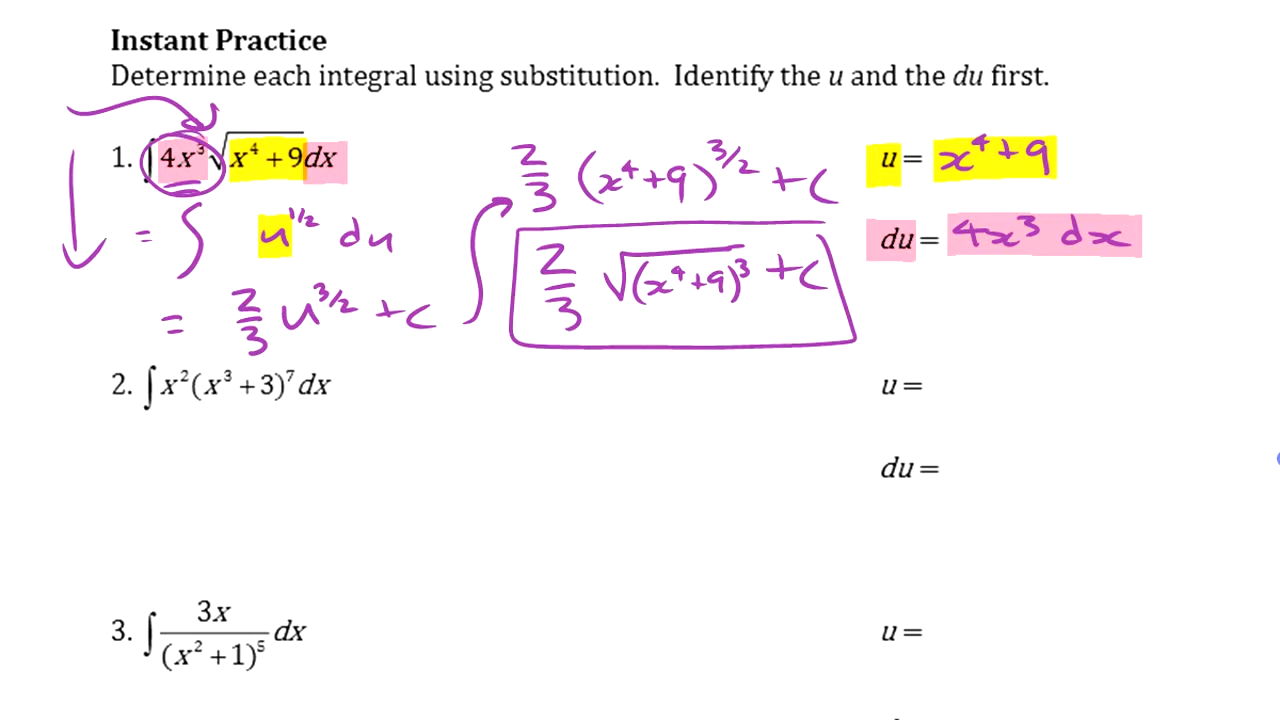 Instant Practice
Determine each integral using substitution. Identify the u and the du first.
1. ∫ 4x³ √(x⁴ + 9) dx
u = x⁴ + 9
= ∫ u^{1/2} du
2/3 (x⁴ + 9)^{3/2} + C
du = 4x³ dx
= 2/3 u^{3/2} + C
2/3 √((x⁴ + 9)³) + C
2. ∫ x²(x³ + 3)⁷ dx
u =
du =
3. ∫ 3x/(x² + 1)⁵ dx
u =